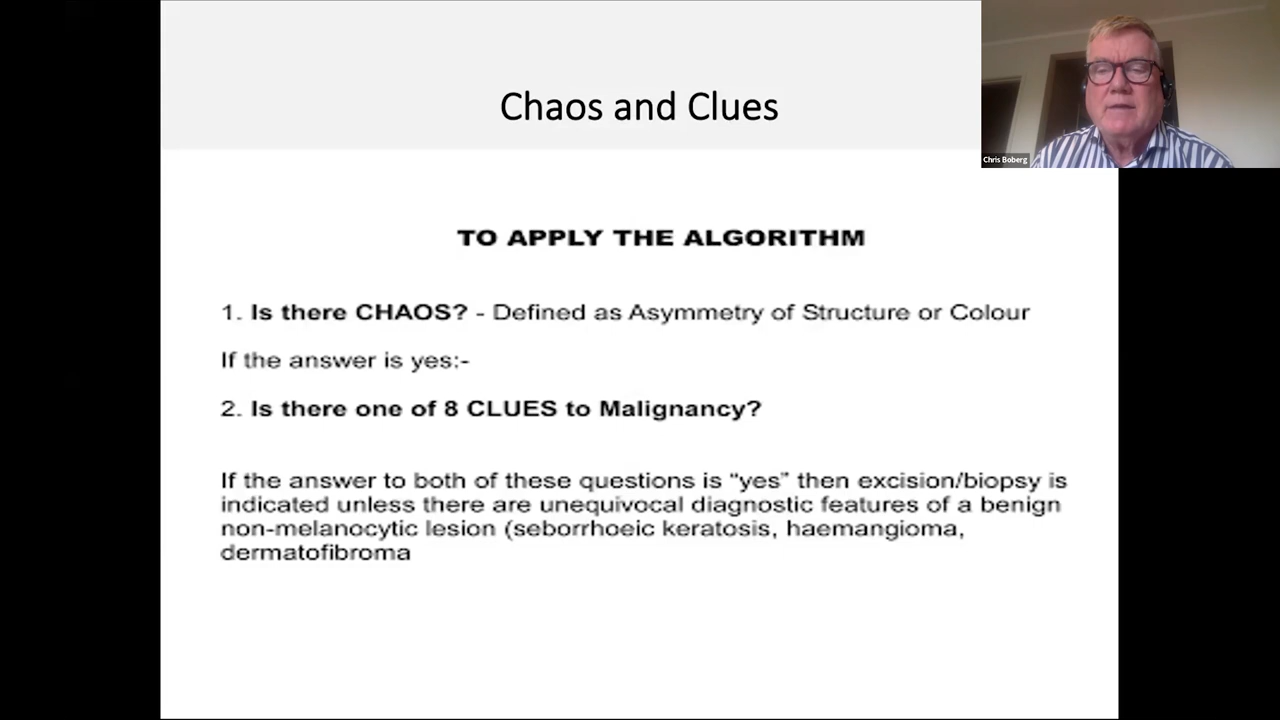 Chaos and Clues
Chris Boberg
TO APPLY THE ALGORITHM
1. Is there CHAOS? - Defined as Asymmetry of Structure or Colour
If the answer is yes:-
2. Is there one of 8 CLUES to Malignancy?
If the answer to both of these questions is “yes” then excision/biopsy is
indicated unless there are unequivocal diagnostic features of a benign
non-melanocytic lesion (seborrhoeic keratosis, haemangioma,
dermatofibroma